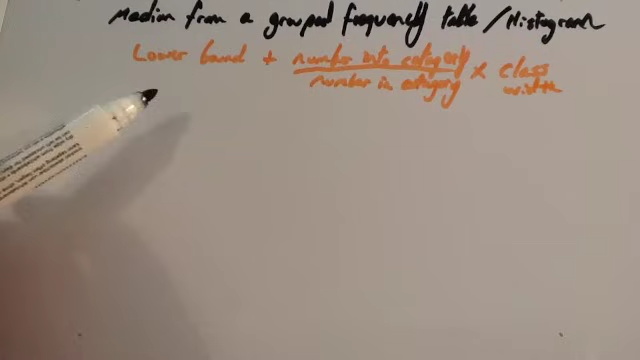 Median from a grouped frequency table / Histogram
Lower bound + number into category / number in category × class width